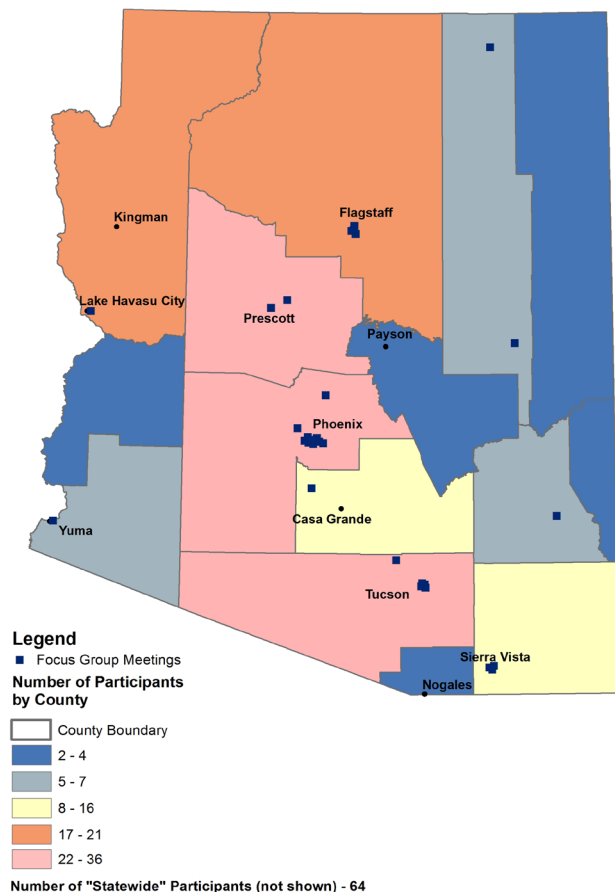 Flagstaff
Kingman
Lake Havasu City
Prescott
Payson
Phoenix
Casa Grande
Yuma
Tucson
Sierra Vista
Nogales
Legend
Focus Group Meetings
Number of Participants
by County
County Boundary
2 - 4
5 - 7
8 - 16
17 - 21
22 - 36
Number of "Statewide" Participants (not shown) - 64